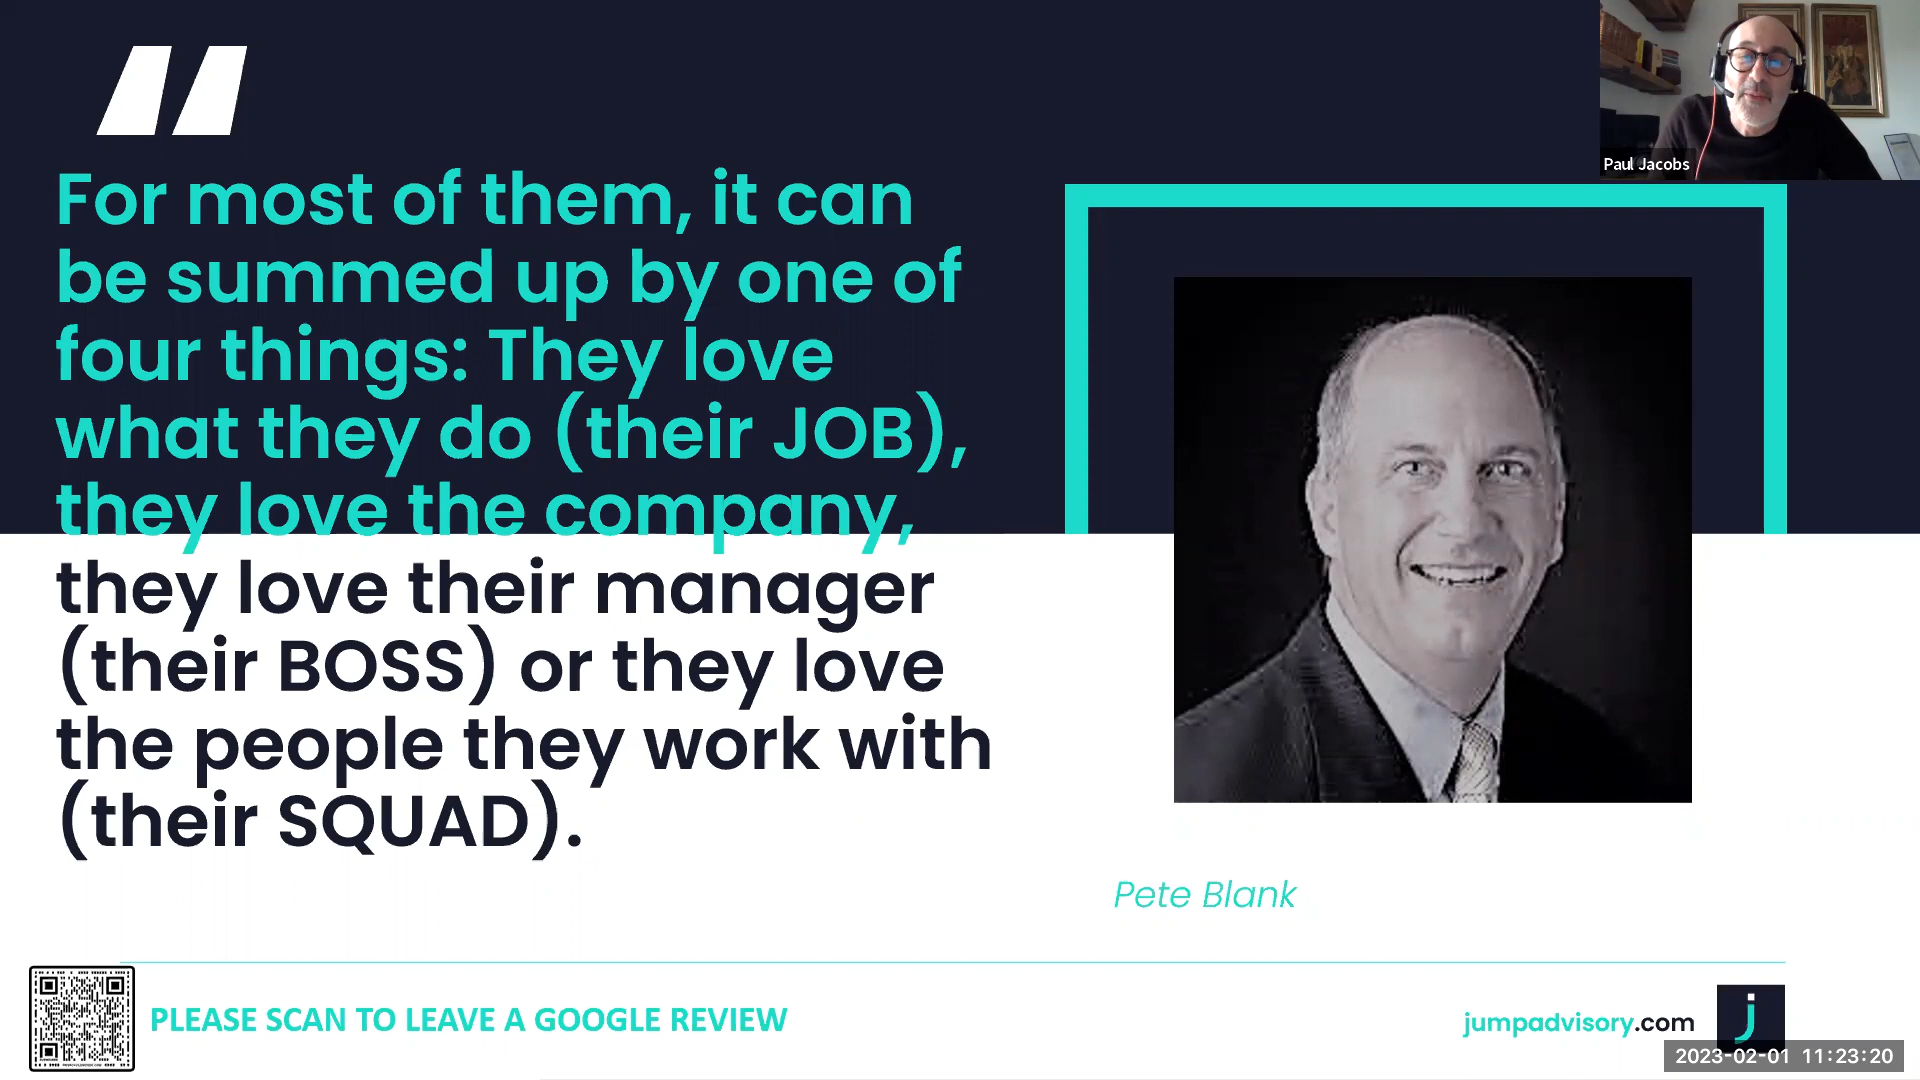 Paul Jacobs
For most of them, it can
be summed up by one of
four things: They love
what they do (their JOB),
they love the company,
they love their manager
(their BOSS) or they love
the people they work with
(their SQUAD).
Pete Blank
PLEASE SCAN TO LEAVE A GOOGLE REVIEW
jumpadvisory.com
j
2023-02-01 11:23:20